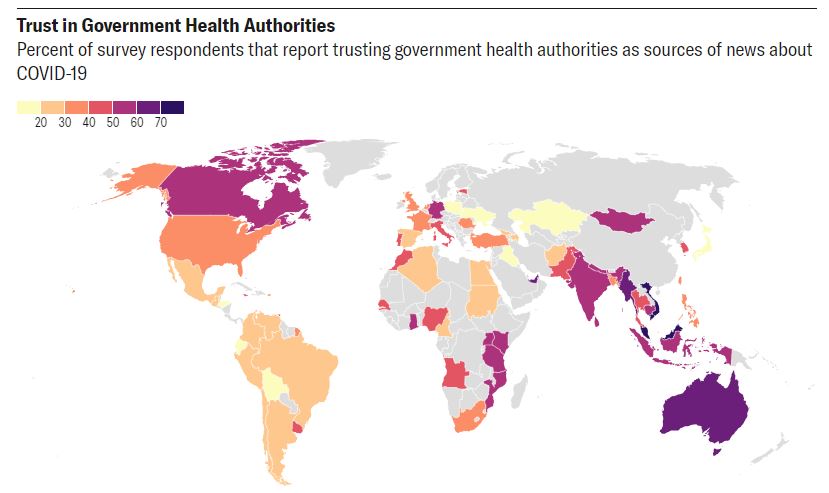 Trust in Government Health Authorities
Percent of survey respondents that report trusting government health authorities as sources of news about
COVID-19
20 30 40 50 60 70